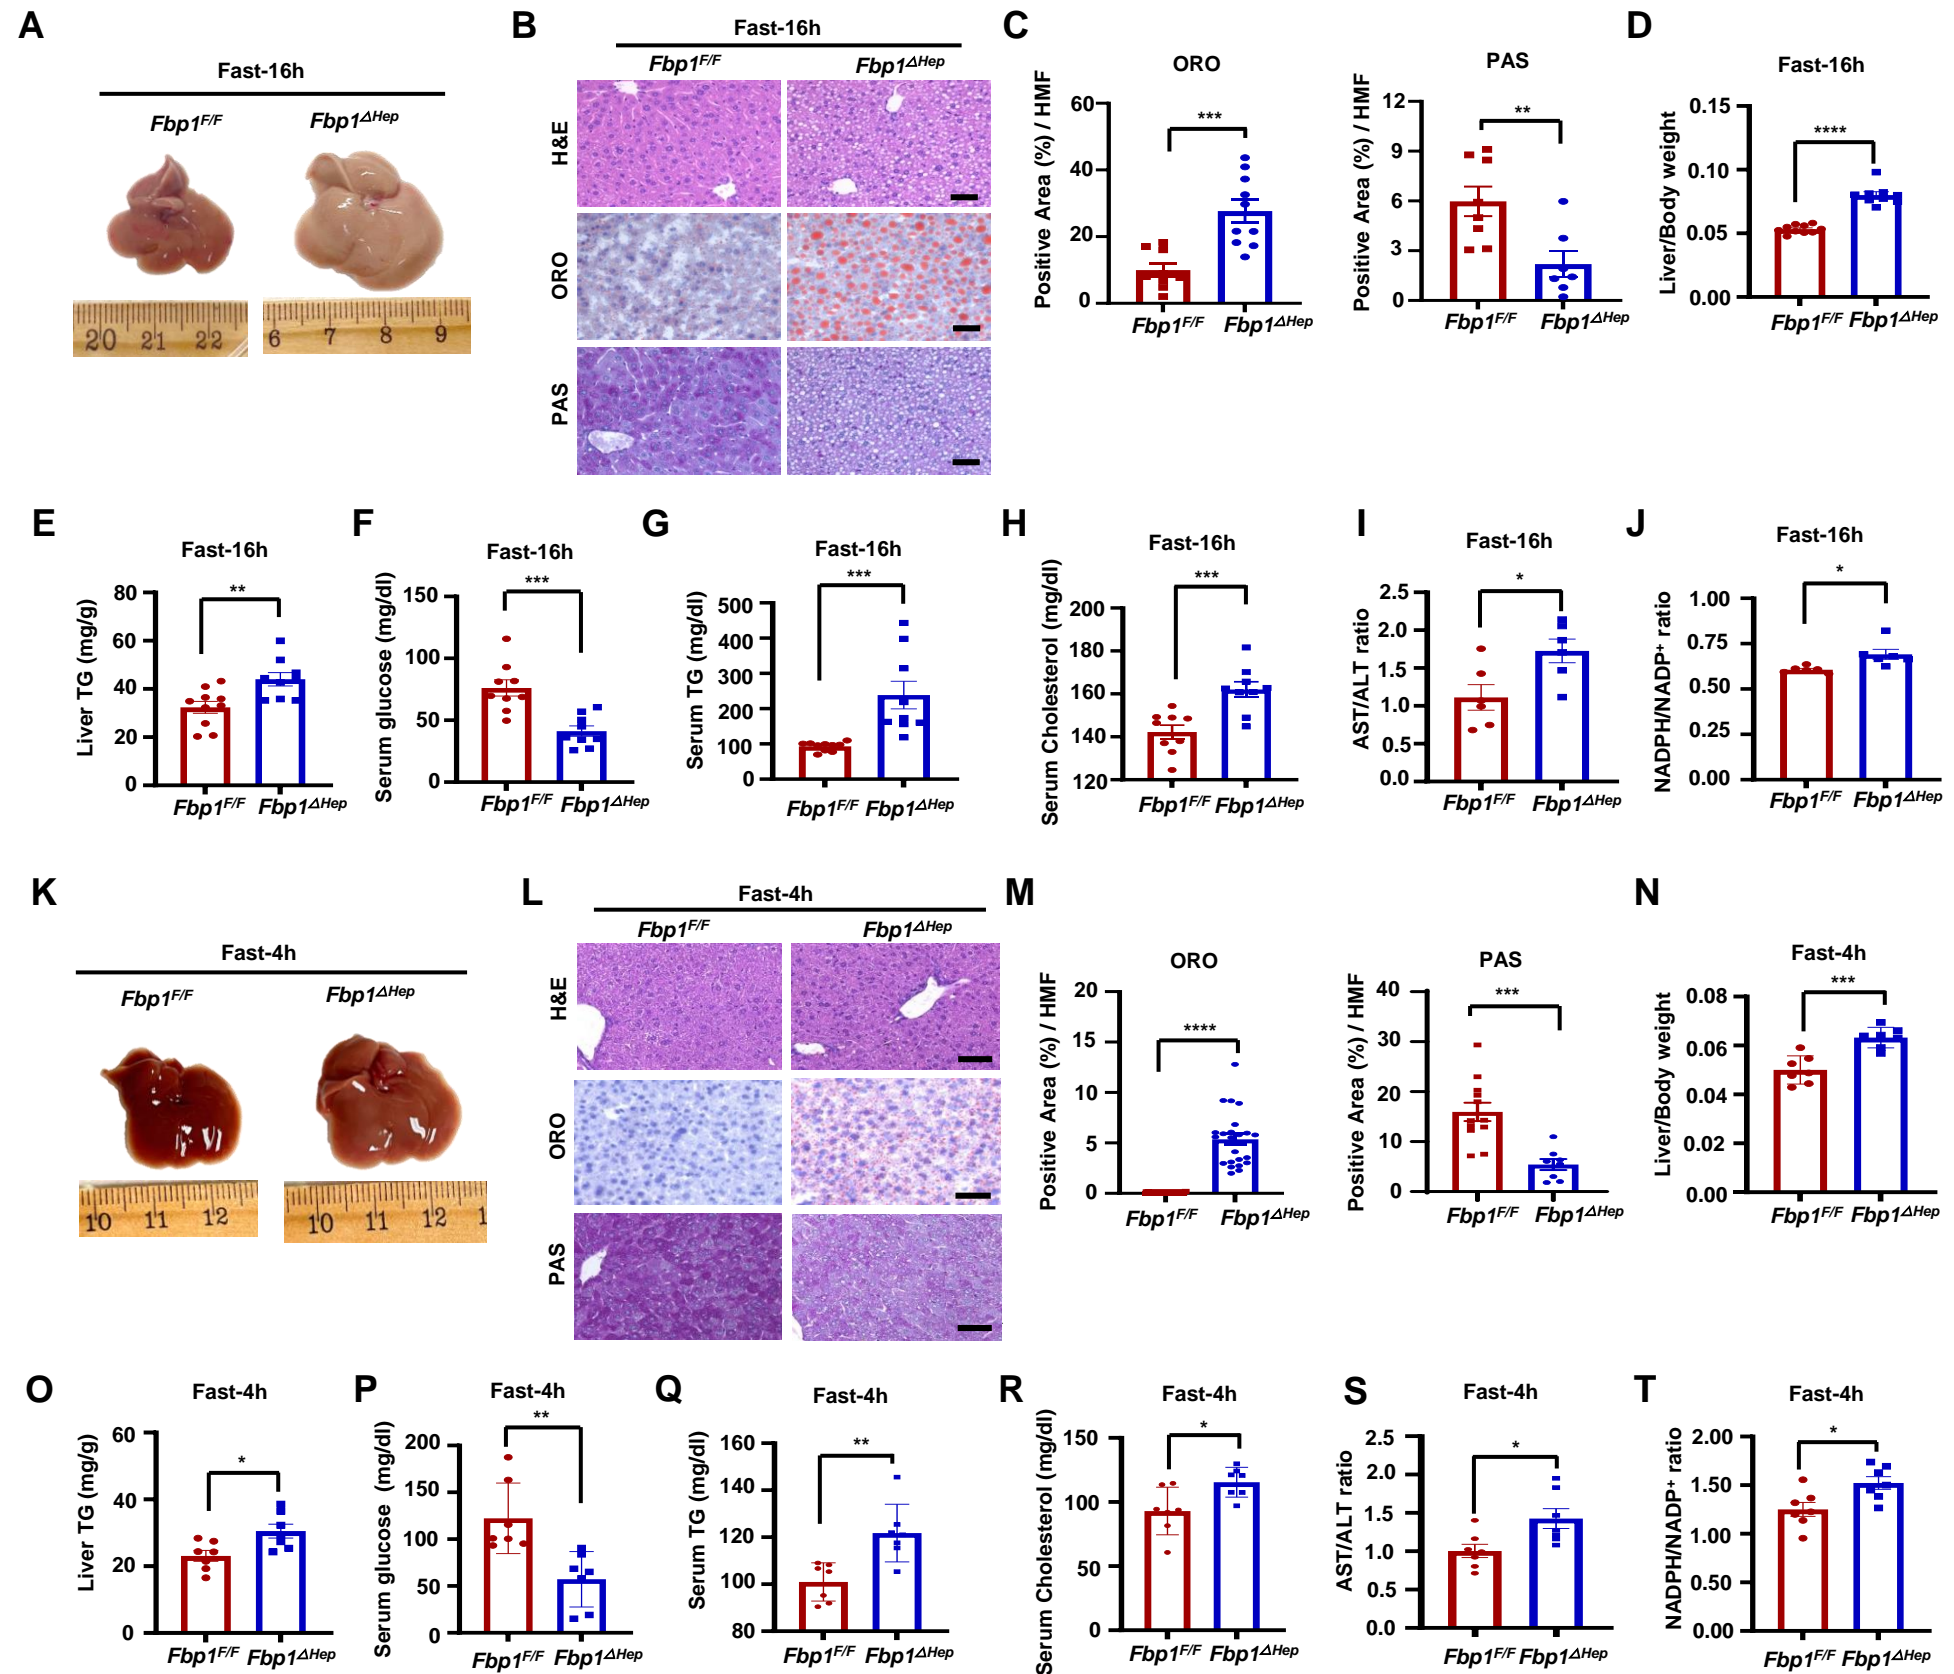 A
Fast-16h
Fbp1F/F
Fbp1ΔHep
20 21 22
6 7 8 9
B
Fast-16h
Fbp1F/F
Fbp1ΔHep
H&E
ORO
PAS
C
ORO
Positive Area (%) / HMF
60
40
20
0
***
Fbp1F/F
Fbp1ΔHep
PAS
Positive Area (%) / HMF
12
9
6
3
0
**
Fbp1F/F
Fbp1ΔHep
D
Fast-16h
Liver/Body weight
0.15
0.10
0.05
0.00
****
Fbp1F/F
Fbp1ΔHep
E
Fast-16h
Liver TG (mg/g)
80
60
40
20
0
**
Fbp1F/F
Fbp1ΔHep
F
Fast-16h
Serum glucose (mg/dl)
150
100
50
0
***
Fbp1F/F
Fbp1ΔHep
G
Fast-16h
Serum TG (mg/dl)
500
400
300
200
100
0
***
Fbp1F/F
Fbp1ΔHep
H
Fast-16h
Serum Cholesterol (mg/dl)
200
180
160
140
120
***
Fbp1F/F
Fbp1ΔHep
I
Fast-16h
AST/ALT ratio
2.5
2.0
1.5
1.0
0.5
0.0
*
Fbp1F/F
Fbp1ΔHep
J
Fast-16h
NADPH/NADP+ ratio
1.00
0.75
0.50
0.25
0.00
*
Fbp1F/F
Fbp1ΔHep
K
Fast-4h
Fbp1F/F
Fbp1ΔHep
10 11 12
10 11 12 1
L
Fast-4h
Fbp1F/F
Fbp1ΔHep
H&E
ORO
PAS
M
ORO
Positive Area (%) / HMF
20
15
10
5
0
****
Fbp1F/F
Fbp1ΔHep
PAS
Positive Area (%) / HMF
40
30
20
10
0
***
Fbp1F/F
Fbp1ΔHep
N
Fast-4h
Liver/Body weight
0.08
0.06
0.04
0.02
0.00
***
Fbp1F/F
Fbp1ΔHep
O
Fast-4h
Liver TG (mg/g)
60
40
20
0
*
Fbp1F/F
Fbp1ΔHep
P
Fast-4h
Serum glucose (mg/dl)
200
150
100
50
0
**
Fbp1F/F
Fbp1ΔHep
Q
Fast-4h
Serum TG (mg/dl)
160
140
120
100
80
**
Fbp1F/F
Fbp1ΔHep
R
Fast-4h
Serum Cholesterol (mg/dl)
150
100
50
0
*
Fbp1F/F
Fbp1ΔHep
S
Fast-4h
AST/ALT ratio
2.5
2.0
1.5
1.0
0.5
0.0
*
Fbp1F/F
Fbp1ΔHep
T
Fast-4h
NADPH/NADP+ ratio
2.00
1.50
1.00
0.50
0.00
*
Fbp1F/F
Fbp1ΔHep